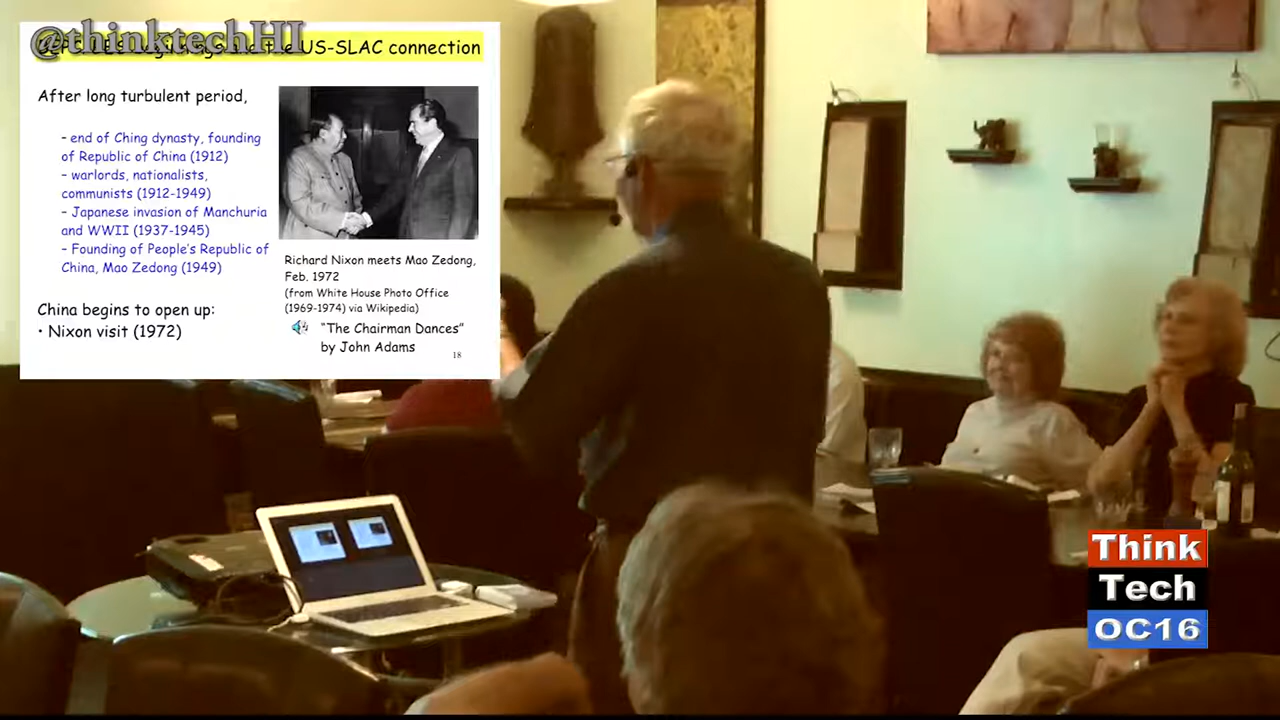 @thinktechHI
the US-SLAC connection
After long turbulent period,
– end of Ching dynasty, founding
of Republic of China (1912)
– warlords, nationalists,
communists (1912-1949)
– Japanese invasion of Manchuria
and WWII (1937-1945)
– Founding of People's Republic of
China, Mao Zedong (1949)
China begins to open up:
• Nixon visit (1972)
Richard Nixon meets Mao Zedong,
Feb. 1972
(from White House Photo Office
(1969-1974) via Wikipedia)
"The Chairman Dances"
by John Adams
18
Think
Tech
OC16